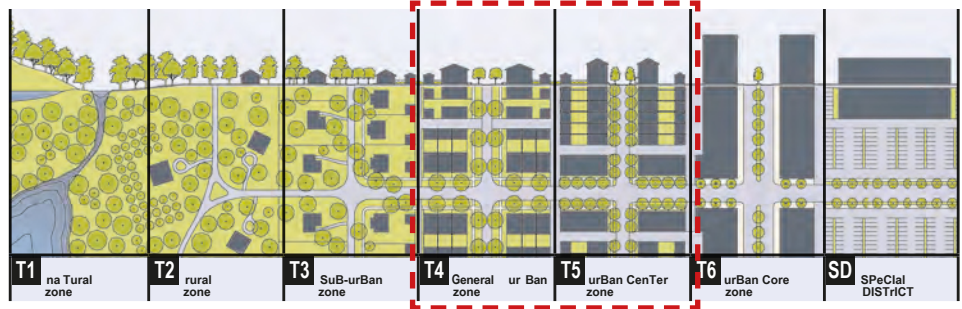 T1 na Tural
zone
T2 rural
zone
T3 SuB-urBan
zone
T4 General ur Ban
zone
T5 urBan CenTer
zone
T6 urBan Core
zone
SD SPeClal
DISTrICT